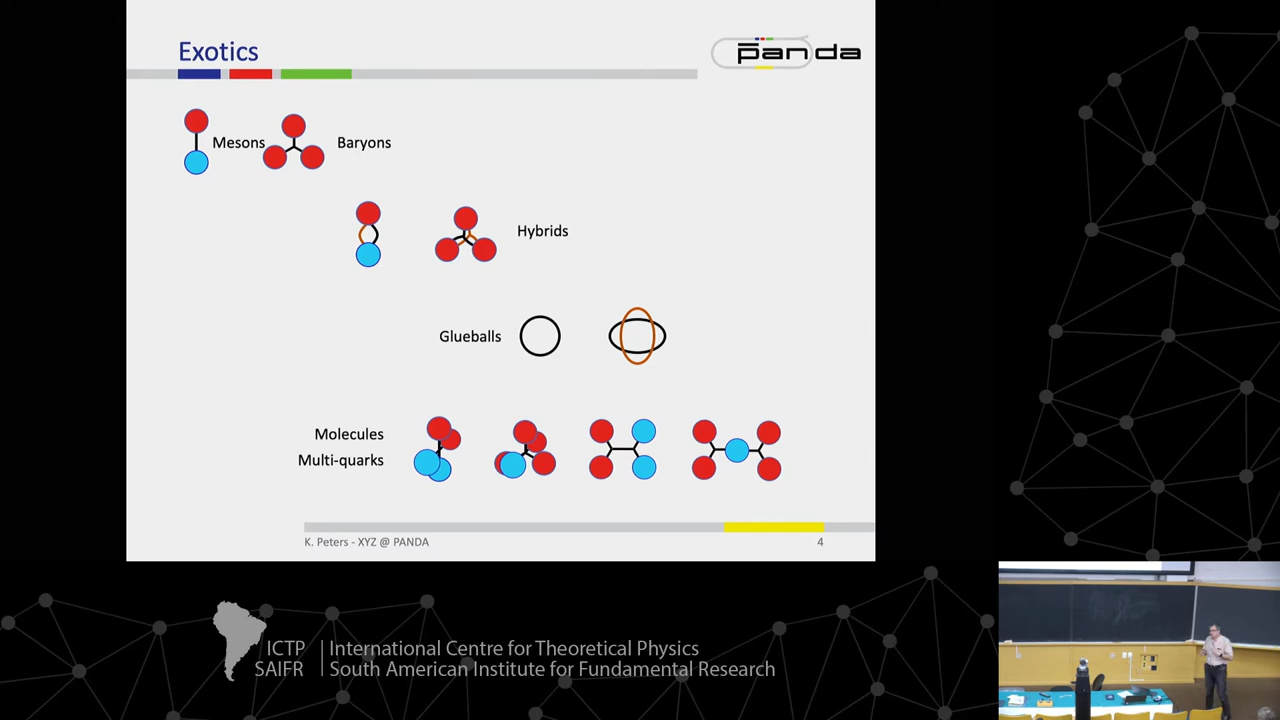 Exotics
p̅anda
Mesons
Baryons
Hybrids
Glueballs
Molecules
Multi-quarks
K. Peters - XYZ @ PANDA
4
ICTP
SAIFR
International Centre for Theoretical Physics
South American Institute for Fundamental Research